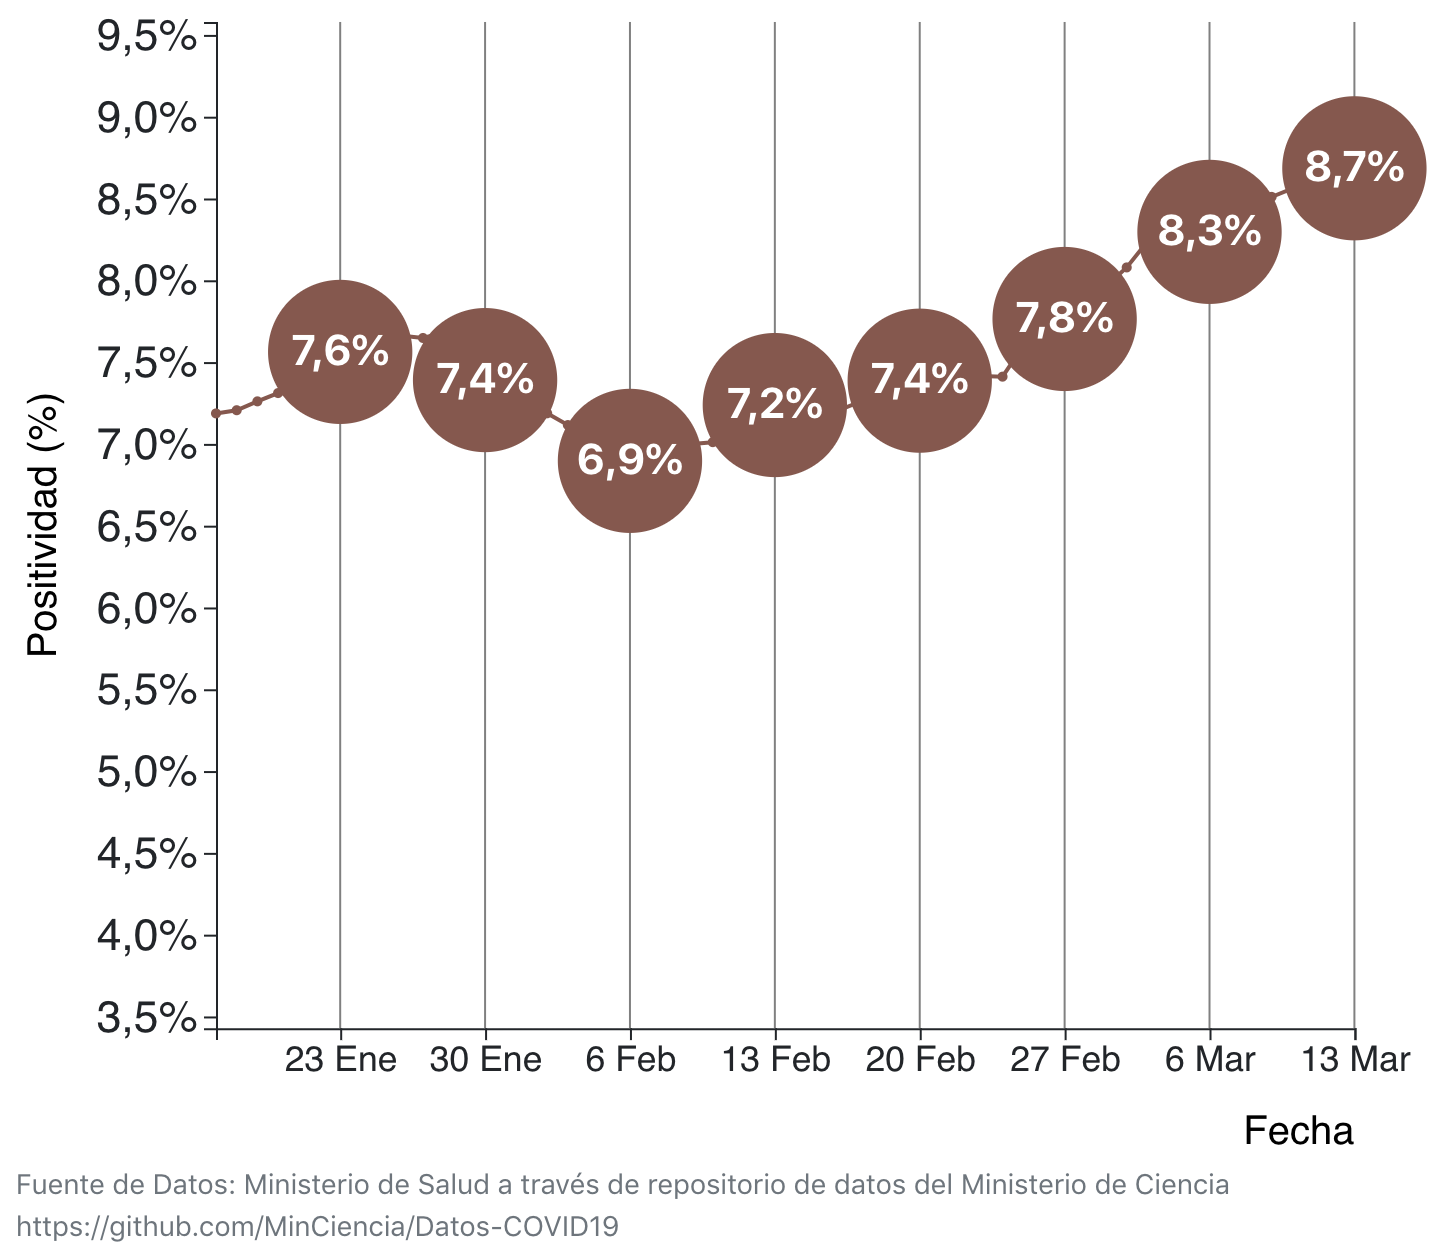 9,5%
9,0%
8,5%
8,0%
7,5%
7,0%
6,5%
6,0%
5,5%
5,0%
4,5%
4,0%
3,5%
Positividad (%)
7,6%
7,4%
6,9%
7,2%
7,4%
7,8%
8,3%
8,7%
23 Ene
30 Ene
6 Feb
13 Feb
20 Feb
27 Feb
6 Mar
13 Mar
Fecha
Fuente de Datos: Ministerio de Salud a través de repositorio de datos del Ministerio de Ciencia
https://github.com/MinCiencia/Datos-COVID19